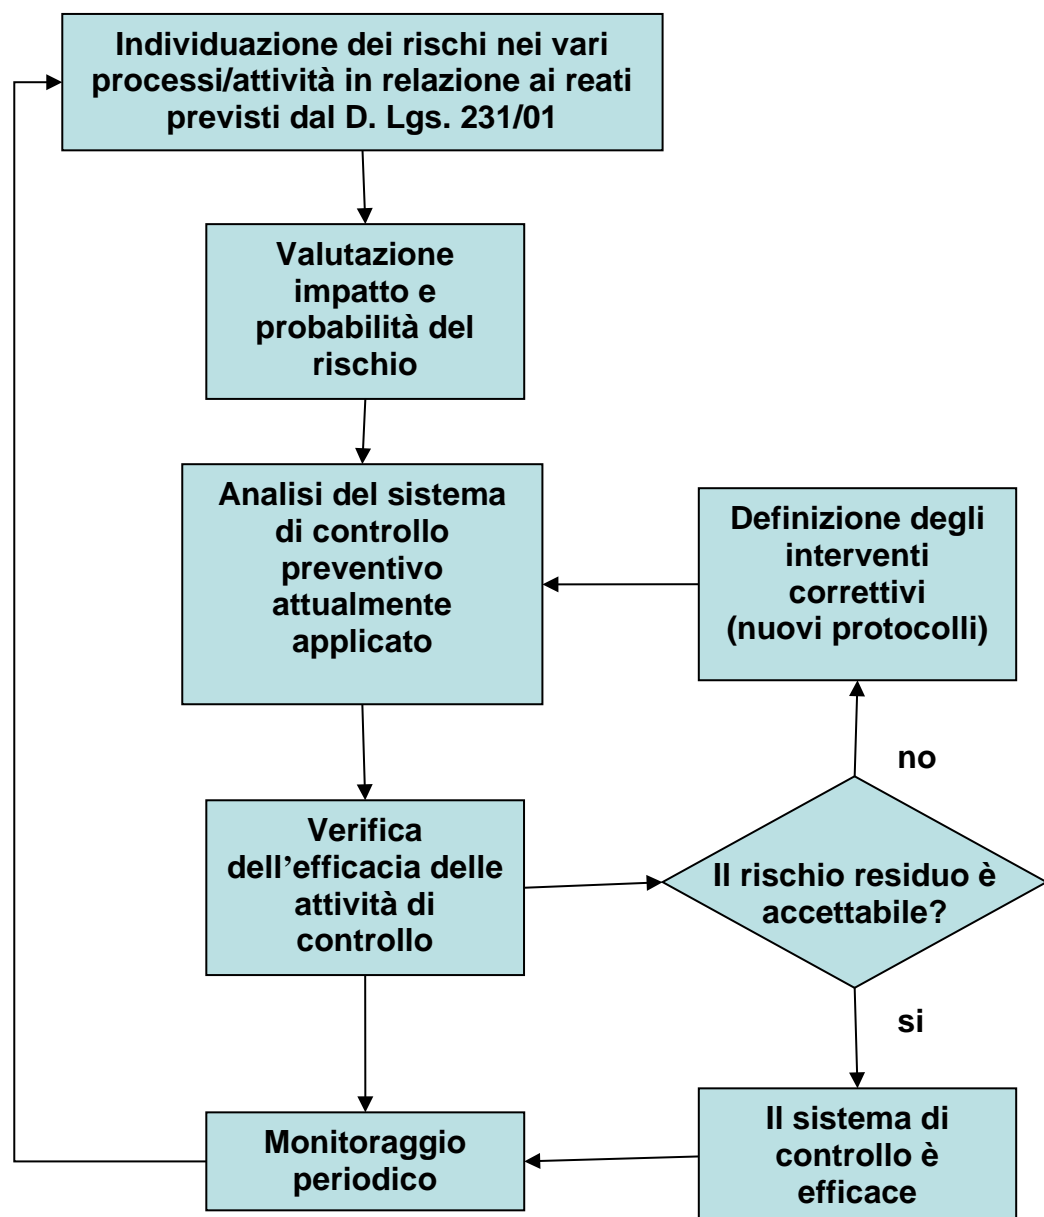 Individuazione dei rischi nei vari
processi/attività in relazione ai reati
previsti dal D. Lgs. 231/01
Valutazione
impatto e
probabilità del
rischio
Analisi del sistema
di controllo
preventivo
attualmente
applicato
Definizione degli
interventi
correttivi
(nuovi protocolli)
no
Verifica
dell’efficacia delle
attività di
controllo
Il rischio residuo è
accettabile?
si
Monitoraggio
periodico
Il sistema di
controllo è
efficace